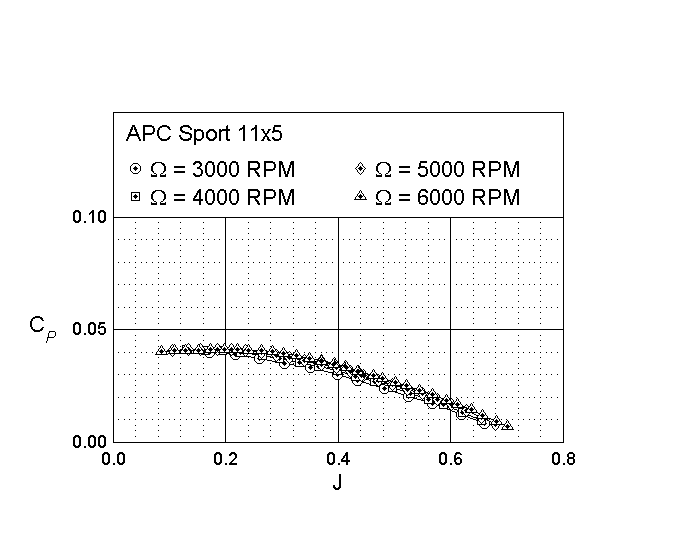 APC Sport 11x5
Ω = 3000 RPM
Ω = 5000 RPM
Ω = 4000 RPM
Ω = 6000 RPM
0.10
0.05
0.00
C_P
0.0 0.2 0.4 0.6 0.8
J